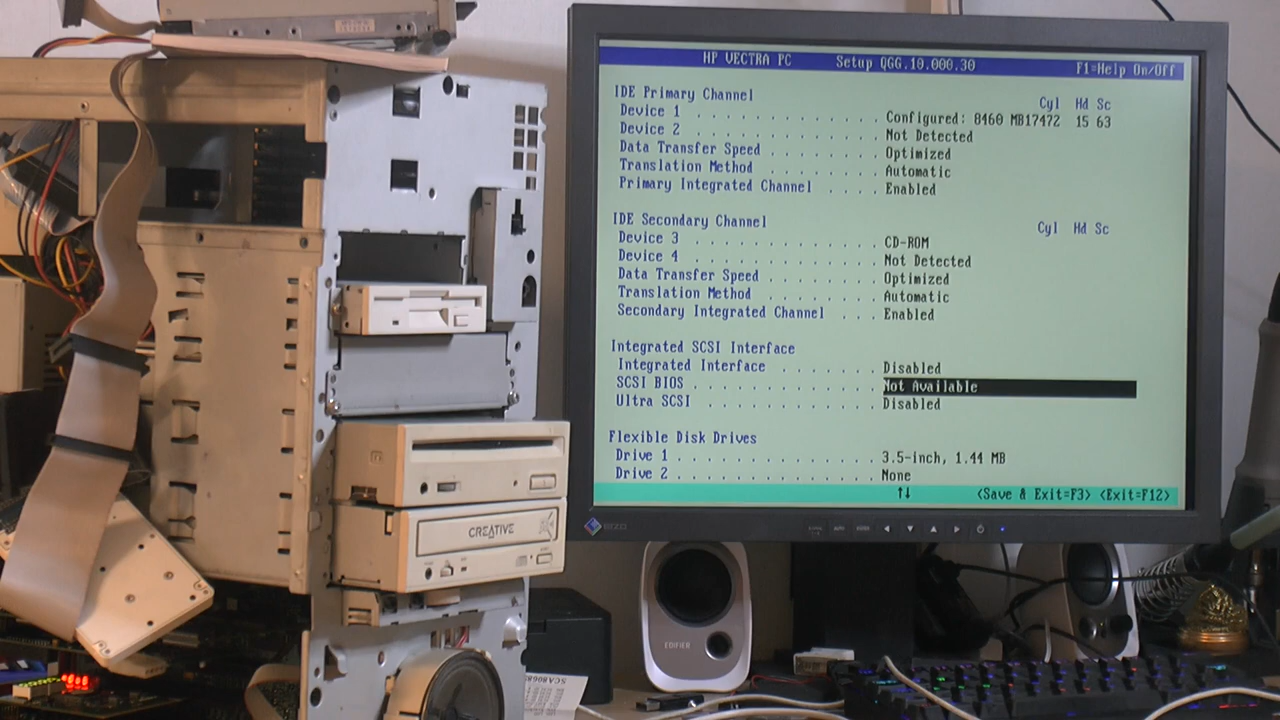 HP VECTRA PC Setup QGG.10.000.30 F1=Help On/Off
IDE Primary Channel Cyl Hd Sc
Device 1 . . . . . . . . . . . . . Configured: 8460 MB17472 15 63
Device 2 . . . . . . . . . . . . . Not Detected
Data Transfer Speed . . . . . . . Optimized
Translation Method . . . . . . . . Automatic
Primary Integrated Channel . . . . Enabled
IDE Secondary Channel Cyl Hd Sc
Device 3 . . . . . . . . . . . . . CD-ROM
Device 4 . . . . . . . . . . . . . Not Detected
Data Transfer Speed . . . . . . . Optimized
Translation Method . . . . . . . . Automatic
Secondary Integrated Channel . . . Enabled
Integrated SCSI Interface
Integrated Interface . . . . . . . Disabled
SCSI BIOS . . . . . . . . . . . . Not Available
Ultra SCSI . . . . . . . . . . . . Disabled
Flexible Disk Drives
Drive 1 . . . . . . . . . . . . . . 3.5-inch, 1.44 MB
Drive 2 . . . . . . . . . . . . . . None
↑↓ <Save & Exit=F3> <Exit=F12>
EIZO
CREATIVE
EDIFIER